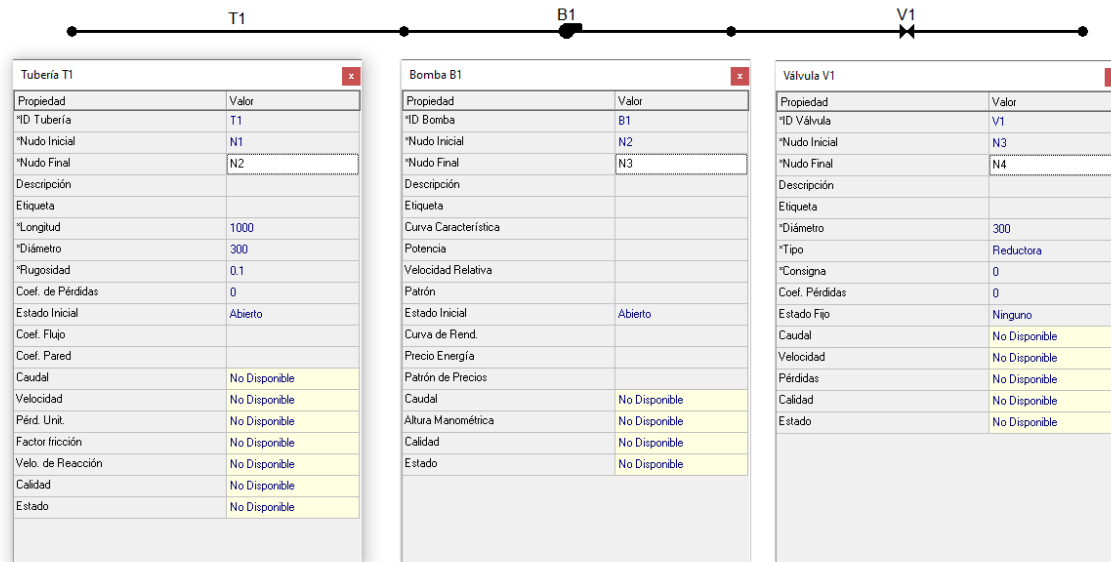 T1
B1
V1
Tubería T1
x
Propiedad Valor
*ID Tubería T1
*Nudo Inicial N1
*Nudo Final N2
Descripción
Etiqueta
*Longitud 1000
*Diámetro 300
*Rugosidad 0.1
Coef. de Pérdidas 0
Estado Inicial Abierto
Coef. Flujo
Coef. Pared
Caudal No Disponible
Velocidad No Disponible
Pérd. Unit. No Disponible
Factor fricción No Disponible
Velo. de Reacción No Disponible
Calidad No Disponible
Estado No Disponible
Bomba B1
x
Propiedad Valor
*ID Bomba B1
*Nudo Inicial N2
*Nudo Final N3
Descripción
Etiqueta
Curva Característica
Potencia
Velocidad Relativa
Patrón
Estado Inicial Abierto
Curva de Rend.
Precio Energía
Patrón de Precios
Caudal No Disponible
Altura Manométrica No Disponible
Calidad No Disponible
Estado No Disponible
Válvula V1
Propiedad Valor
*ID Válvula V1
*Nudo Inicial N3
*Nudo Final N4
Descripción
Etiqueta
*Diámetro 300
*Tipo Reductora
*Consigna 0
Coef. Pérdidas 0
Estado Fijo Ninguno
Caudal No Disponible
Velocidad No Disponible
Pérdidas No Disponible
Calidad No Disponible
Estado No Disponible